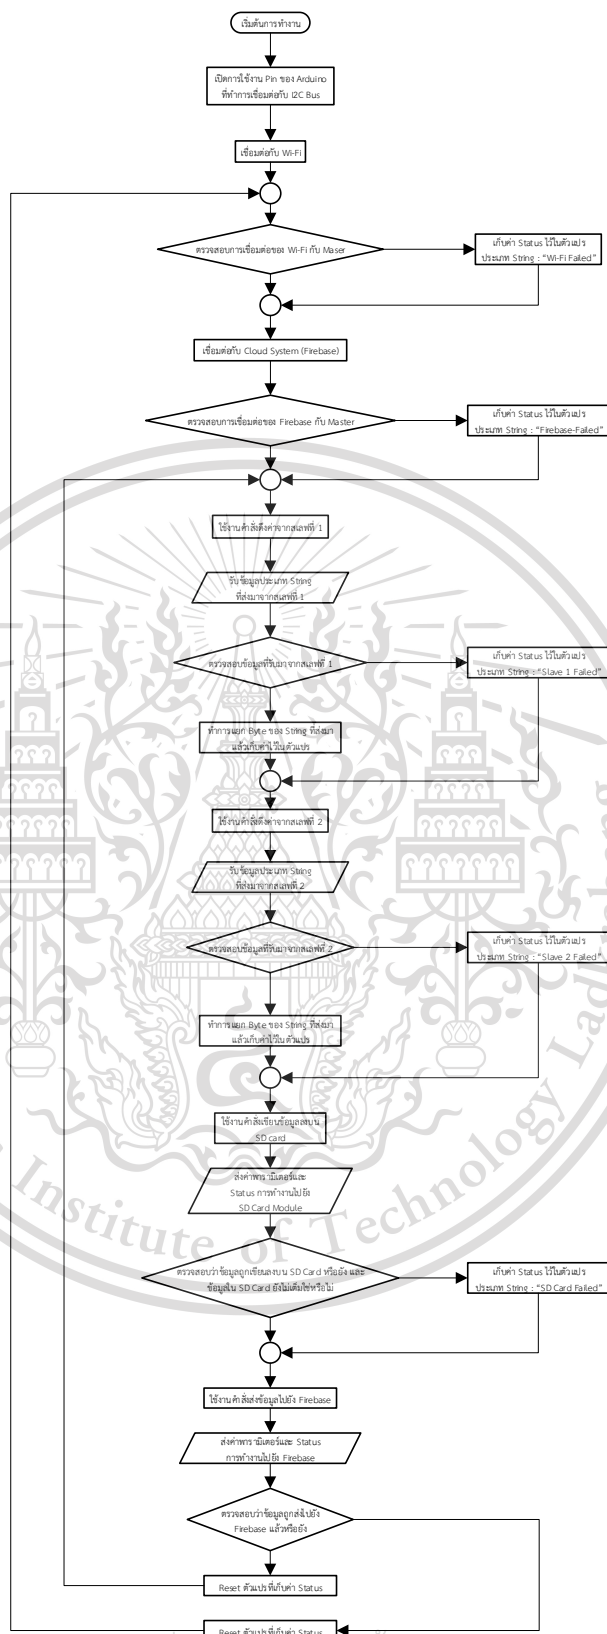 เริ่มต้นการทำงาน
เปิดการใช้งาน Pin ของ Arduino
ที่ทำการเชื่อมต่อกับ I2C Bus
เชื่อมต่อกับ Wi-Fi
ตรวจสอบการเชื่อมต่อของ Wi-Fi กับ Maser
เก็บค่า Status ไว้ในตัวแปร
ประเภท String : “Wi-Fi Failed”
เชื่อมต่อกับ Cloud System (Firebase)
ตรวจสอบการเชื่อมต่อของ Firebase กับ Master
เก็บค่า Status ไว้ในตัวแปร
ประเภท String : “Firebase-Failed”
ใช้งานคำสั่งดึงค่าจากสเลฟที่ 1
รับข้อมูลประเภท String
ที่ส่งมาจากสเลฟที่ 1
ตรวจสอบข้อมูลที่รับมาจากสเลฟที่ 1
เก็บค่า Status ไว้ในตัวแปร
ประเภท String : “Slave 1 Failed”
ทำการแยก Byte ของ String ที่ส่งมา
แล้วเก็บค่าไว้ในตัวแปร
ใช้งานคำสั่งดึงค่าจากสเลฟที่ 2
รับข้อมูลประเภท String
ที่ส่งมาจากสเลฟที่ 2
ตรวจสอบข้อมูลที่รับมาจากสเลฟที่ 2
เก็บค่า Status ไว้ในตัวแปร
ประเภท String : “Slave 2 Failed”
ทำการแยก Byte ของ String ที่ส่งมา
แล้วเก็บค่าไว้ในตัวแปร
ใช้งานคำสั่งเขียนข้อมูลลงบน
SD card
ส่งค่าพารามิเตอร์และ
Status การทำงานไปยัง
SD Card Module
ตรวจสอบว่าข้อมูลถูกเขียนลงบน SD Card หรือยัง และ
ข้อมูลใน SD Card ยังไม่เต็มใช่หรือไม่
เก็บค่า Status ไว้ในตัวแปร
ประเภท String : “SD Card Failed”
ใช้งานคำสั่งส่งข้อมูลไปยัง Firebase
ส่งค่าพารามิเตอร์และ Status
การทำงานไปยัง Firebase
ตรวจสอบว่าข้อมูลถูกส่งไปยัง
Firebase แล้วหรือยัง
Reset ตัวแปรที่เก็บค่า Status
Reset ตัวแปรที่เก็บค่า Status
Institute of Technology Lad